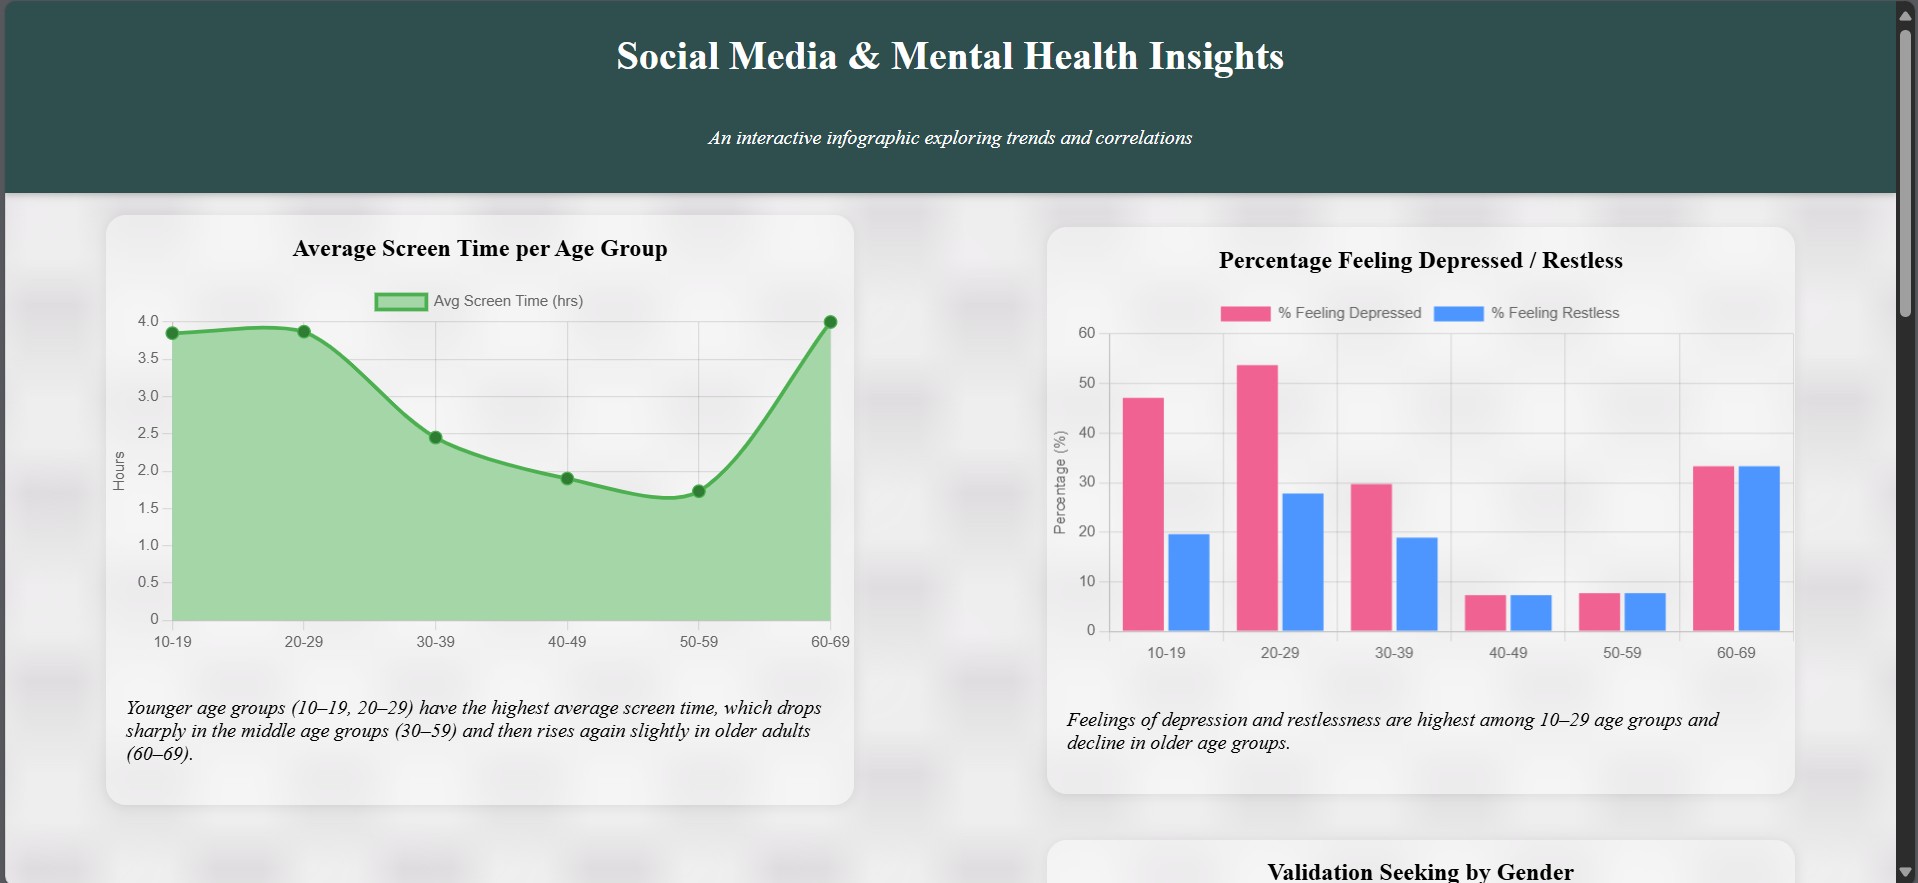 Social Media & Mental Health Insights
An interactive infographic exploring trends and correlations
Average Screen Time per Age Group
Avg Screen Time (hrs)
4.0
3.5
3.0
2.5
2.0
1.5
1.0
0.5
0
Hours
10-19 20-29 30-39 40-49 50-59 60-69
Younger age groups (10–19, 20–29) have the highest average screen time, which drops
sharply in the middle age groups (30–59) and then rises again slightly in older adults
(60–69).
Percentage Feeling Depressed / Restless
% Feeling Depressed % Feeling Restless
60
50
40
30
20
10
0
Percentage (%)
10-19 20-29 30-39 40-49 50-59 60-69
Feelings of depression and restlessness are highest among 10–29 age groups and
decline in older age groups.
Validation Seeking by Gender